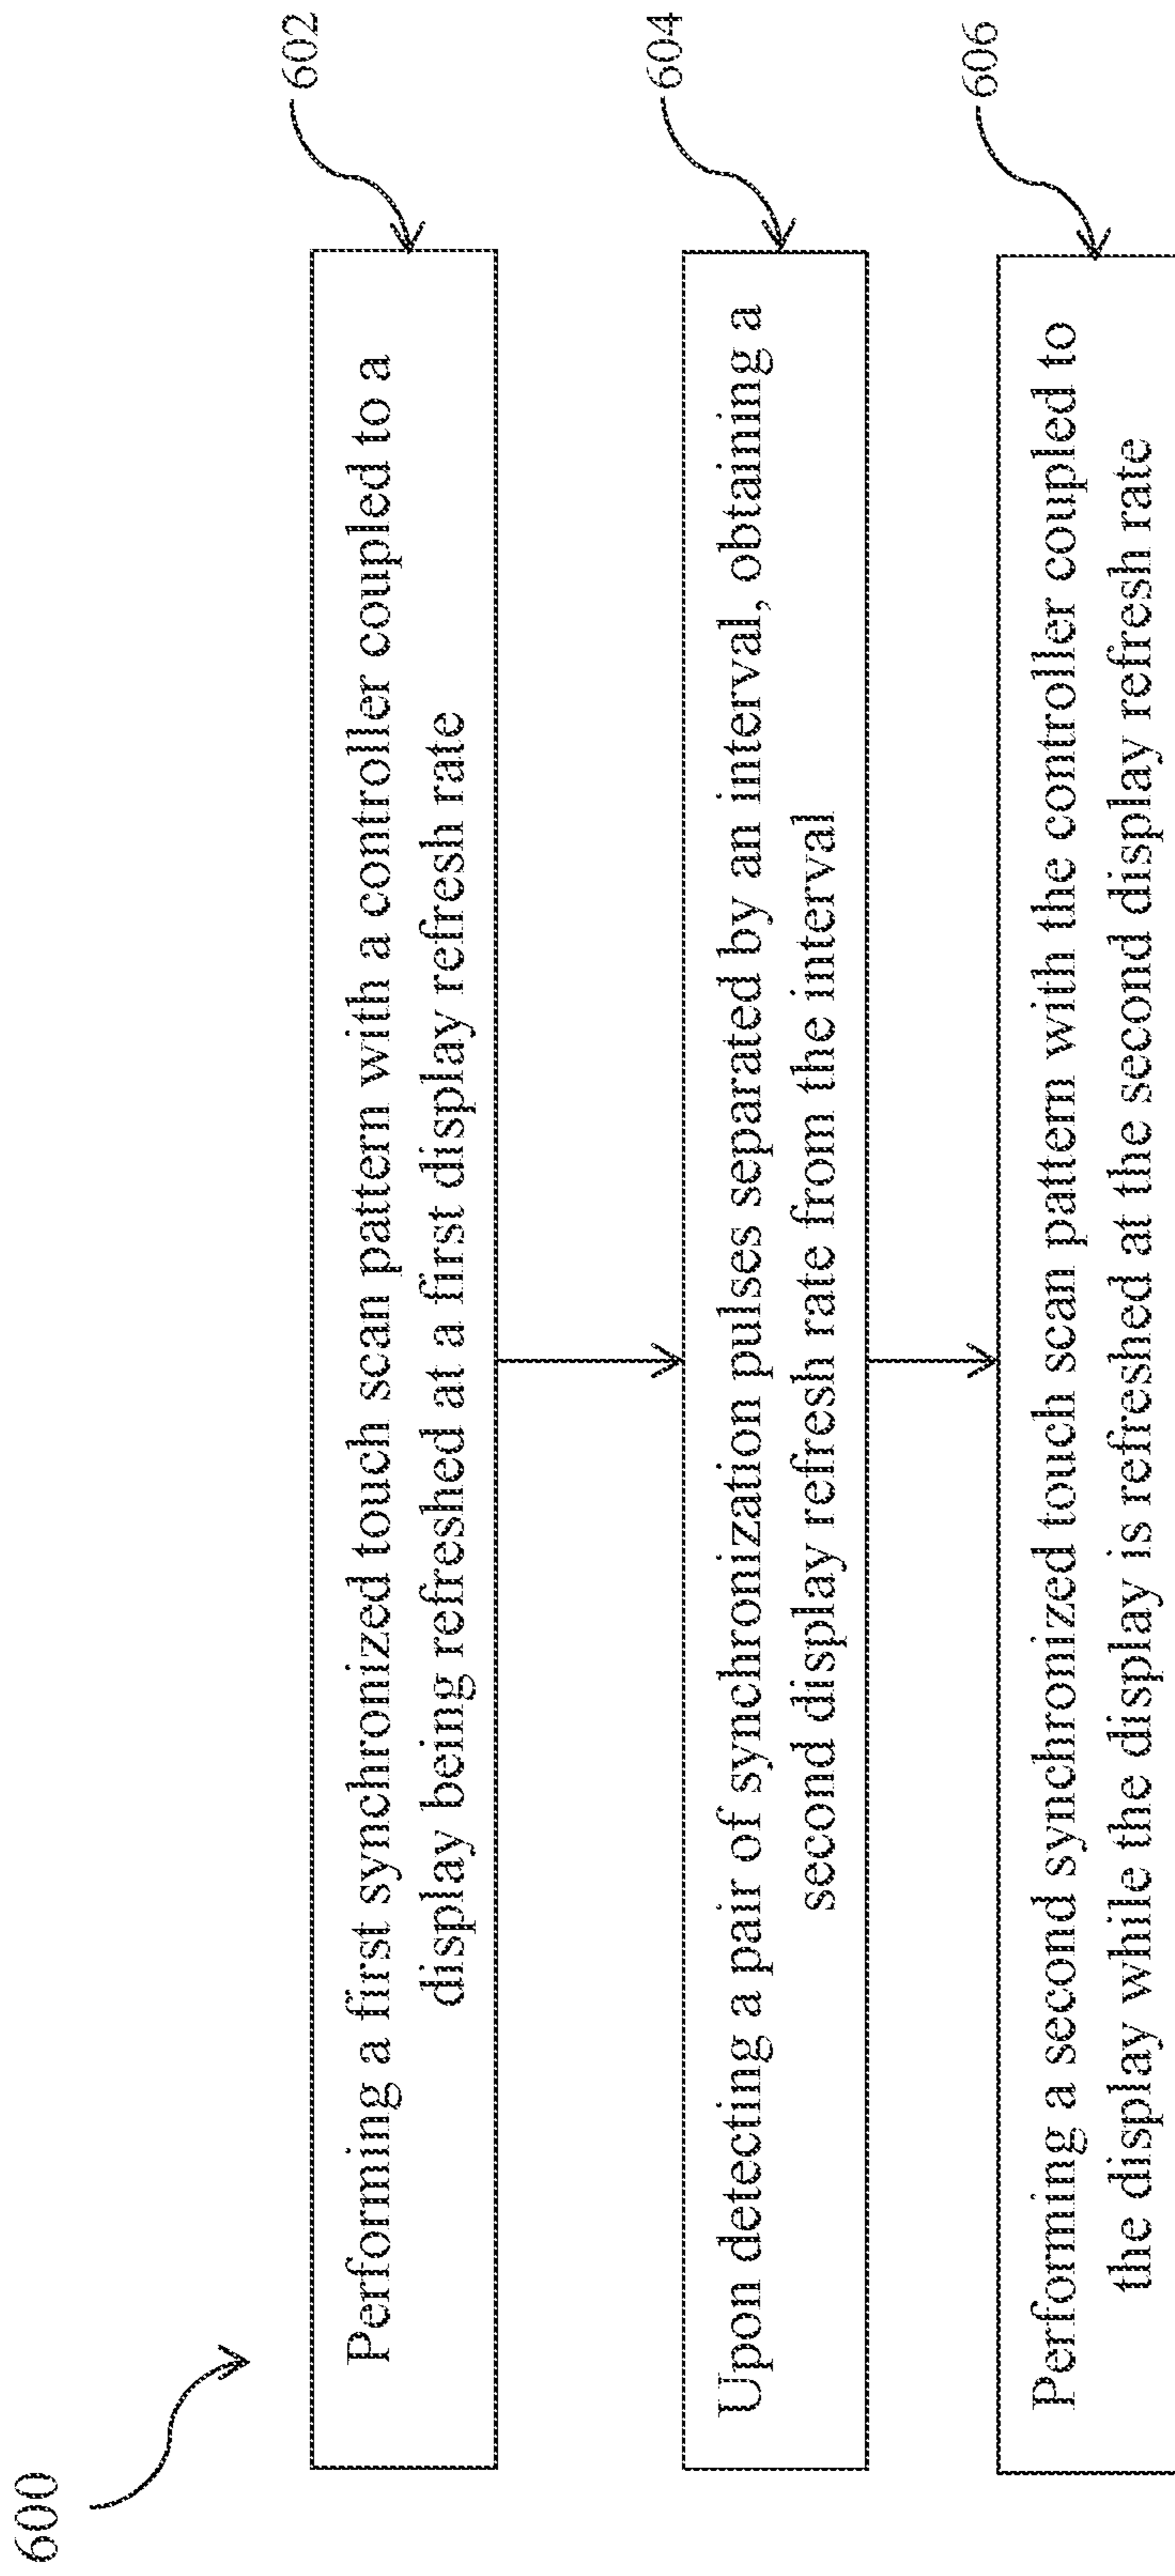 600
602
Performing a first synchronized touch scan pattern with a controller coupled to a
display being refreshed at a first display refresh rate
604
Upon detecting a pair of synchronization pulses separated by an interval, obtaining a
second display refresh rate from the interval
606
Performing a second synchronized touch scan pattern with the controller coupled to
the display while the display is refreshed at the second display refresh rate